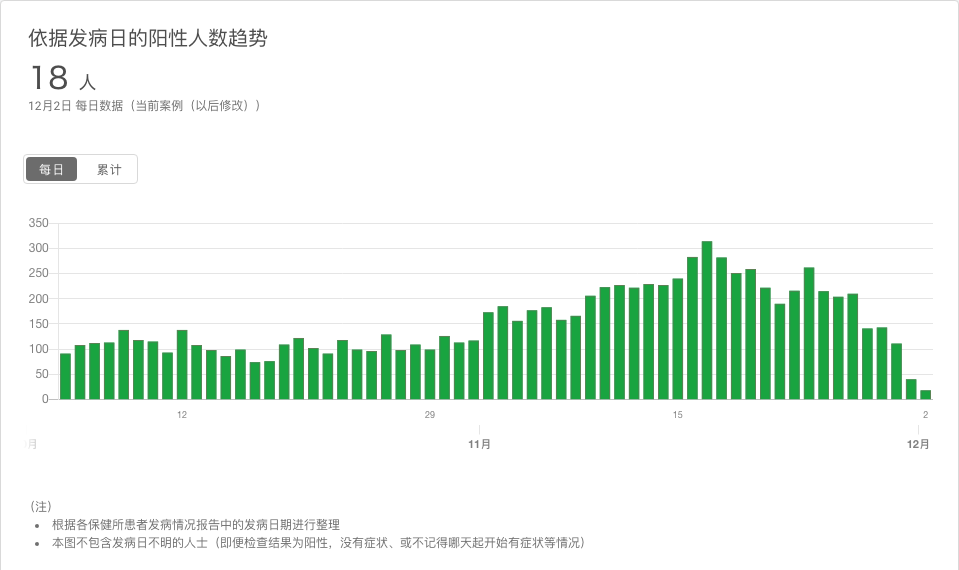 依据发病日的阳性人数趋势
18 人
12月2日 每日数据（当前案例（以后修改））
每日 累计
350
300
250
200
150
100
50
0
12 29 15 2
月 11月 12月
（注）
• 根据各保健所患者发病情况报告中的发病日期进行整理
• 本图不包含发病日不明的人士（即便检查结果为阳性，没有症状、或不记得哪天起开始有症状等情况）